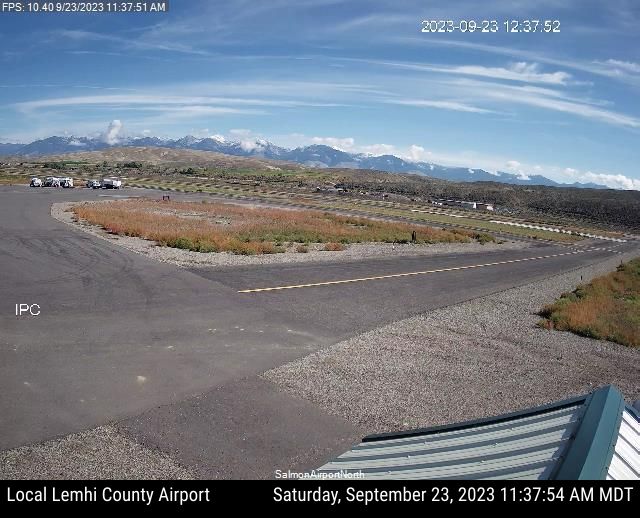 FPS: 10.40 9/23/2023 11:37:51 AM
2023-09-23 12:37:52
IPC
SalmonAirportNorth
Local Lemhi County Airport Saturday, September 23, 2023 11:37:54 AM MDT